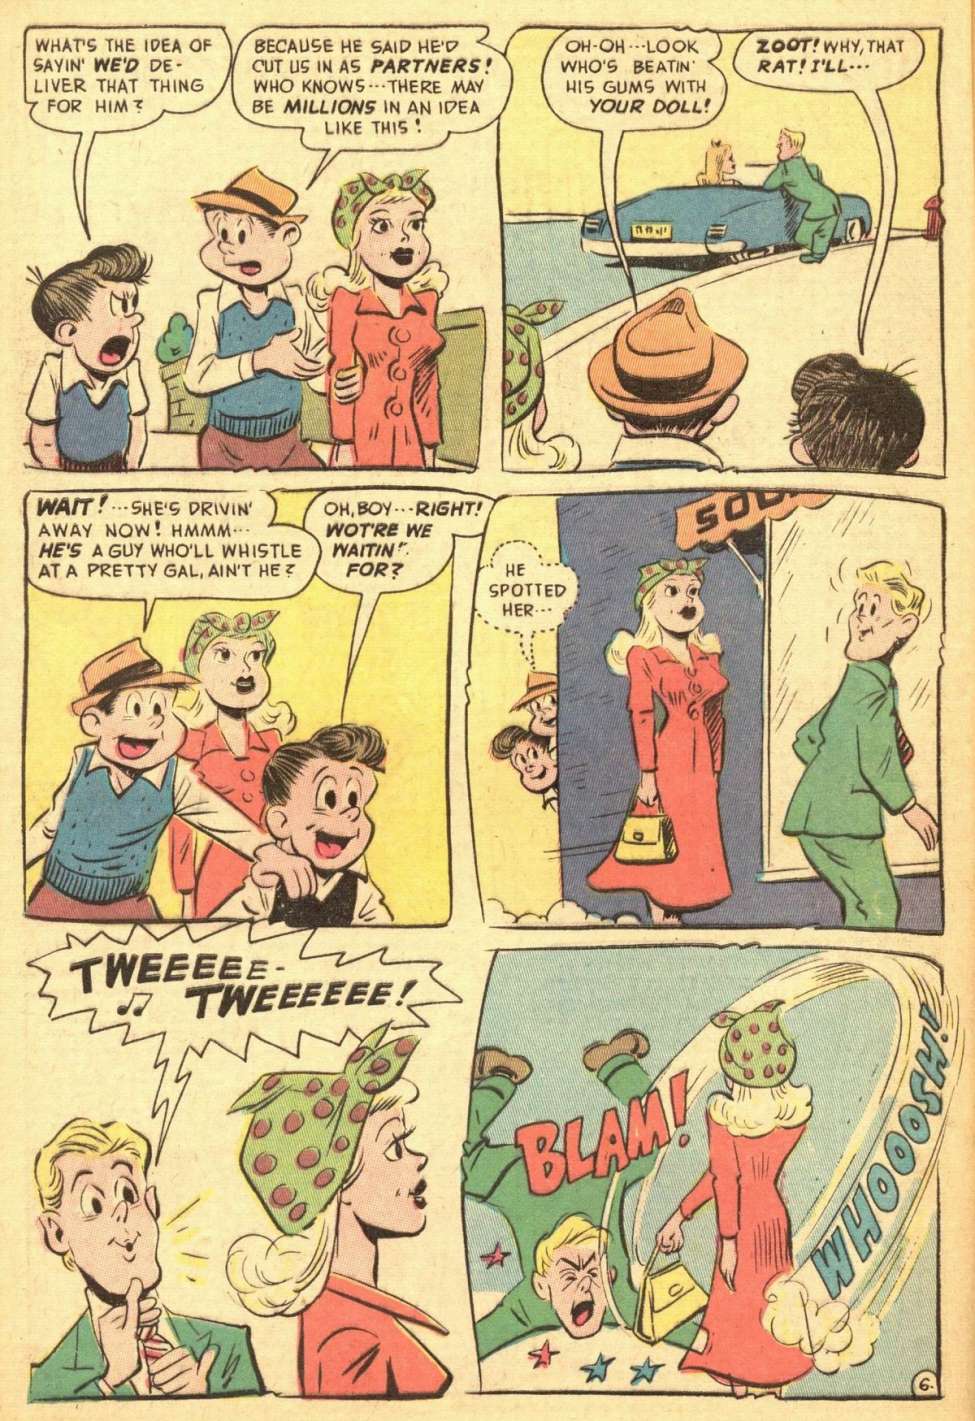 WHAT'S THE IDEA OF
SAYIN' WE'D DE-
LIVER THAT THING
FOR HIM?
BECAUSE HE SAID HE'D
CUT US IN AS PARTNERS!
WHO KNOWS---THERE MAY
BE MILLIONS IN AN IDEA
LIKE THIS!
OH-OH---LOOK
WHO'S BEATIN'
HIS GUMS WITH
YOUR DOLL!
ZOOT! WHY, THAT
RAT! I'LL---
WAIT! ---SHE'S DRIVIN'
AWAY NOW! HMMM---
HE'S A GUY WHO'LL WHISTLE
AT A PRETTY GAL, AIN'T HE?
OH, BOY---RIGHT!
WOT'RE WE
WAITIN'
FOR?
HE
SPOTTED
HER---
SOD
TWEEEEE-
TWEEEEEE!
BLAM!
WHOOOSH!
6.